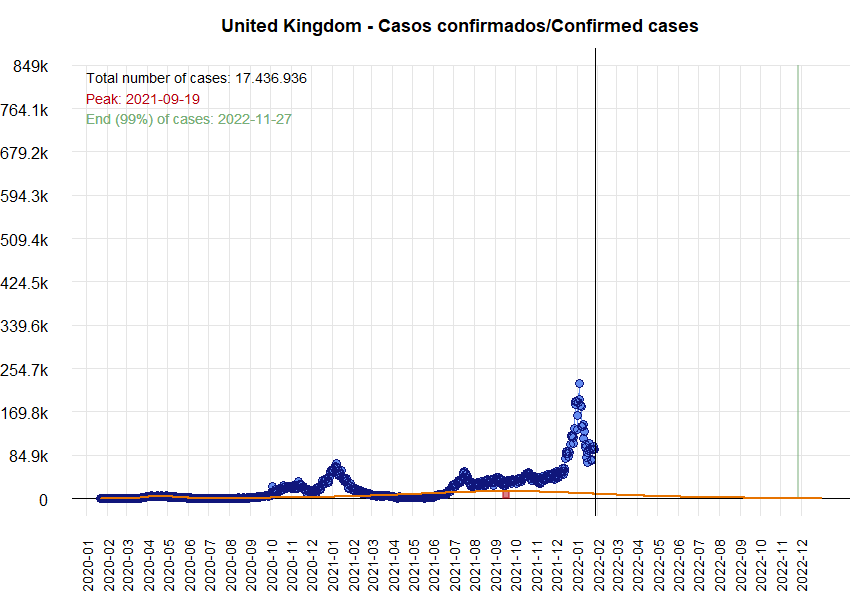 United Kingdom - Casos confirmados/Confirmed cases
849k
764.1k
679.2k
594.3k
509.4k
424.5k
339.6k
254.7k
169.8k
84.9k
0
Total number of cases: 17.436.936
Peak: 2021-09-19
End (99%) of cases: 2022-11-27
2020-01
2020-02
2020-03
2020-04
2020-05
2020-06
2020-07
2020-08
2020-09
2020-10
2020-11
2020-12
2021-01
2021-02
2021-03
2021-04
2021-05
2021-06
2021-07
2021-08
2021-09
2021-10
2021-11
2021-12
2022-01
2022-02
2022-03
2022-04
2022-05
2022-06
2022-07
2022-08
2022-09
2022-10
2022-11
2022-12